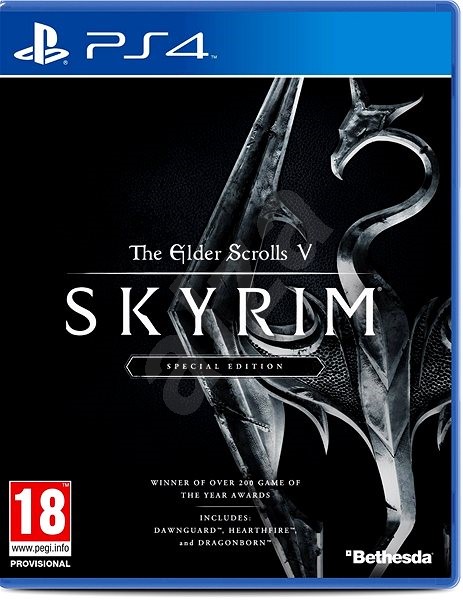 PS4™
The Elder Scrolls V
SKYRIM®
SPECIAL EDITION
WINNER OF OVER 200 GAME OF
THE YEAR AWARDS
INCLUDES:
DAWNGUARD™, HEARTHFIRE™,
and DRAGONBORN™
18
www.pegi.info
PROVISIONAL
Bethesda®